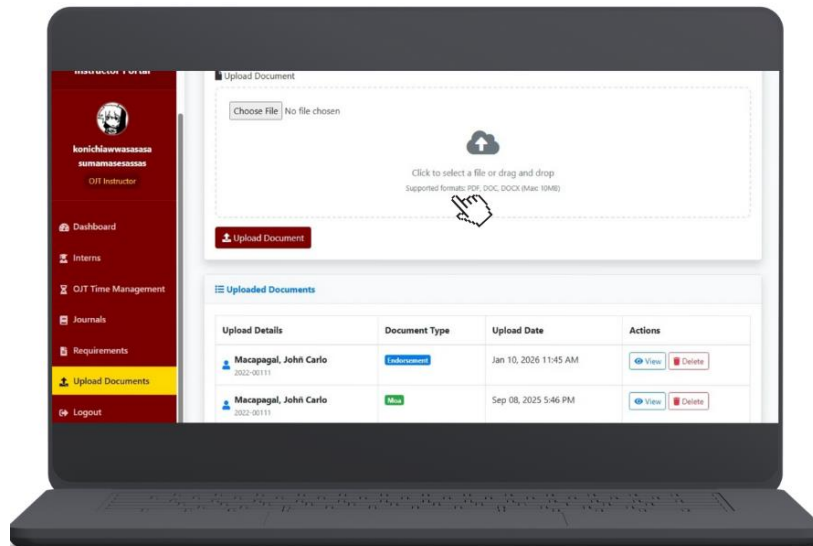 Instructor Portal
konichiawwasasasa
sumamasesassas
OJT Instructor
Dashboard
Interns
OJT Time Management
Journals
Requirements
Upload Documents
Logout
Upload Document
Choose File No file chosen
Click to select a file or drag and drop
Supported formats: PDF, DOC, DOCX (Max: 10MB)
Upload Document
Uploaded Documents
Upload Details Document Type Upload Date Actions
Macapagal, Johñ Carlo Endorsement Jan 10, 2026 11:45 AM View Delete
2022-00111
Macapagal, Johñ Carlo Moa Sep 08, 2025 5:46 PM View Delete
2022-00111